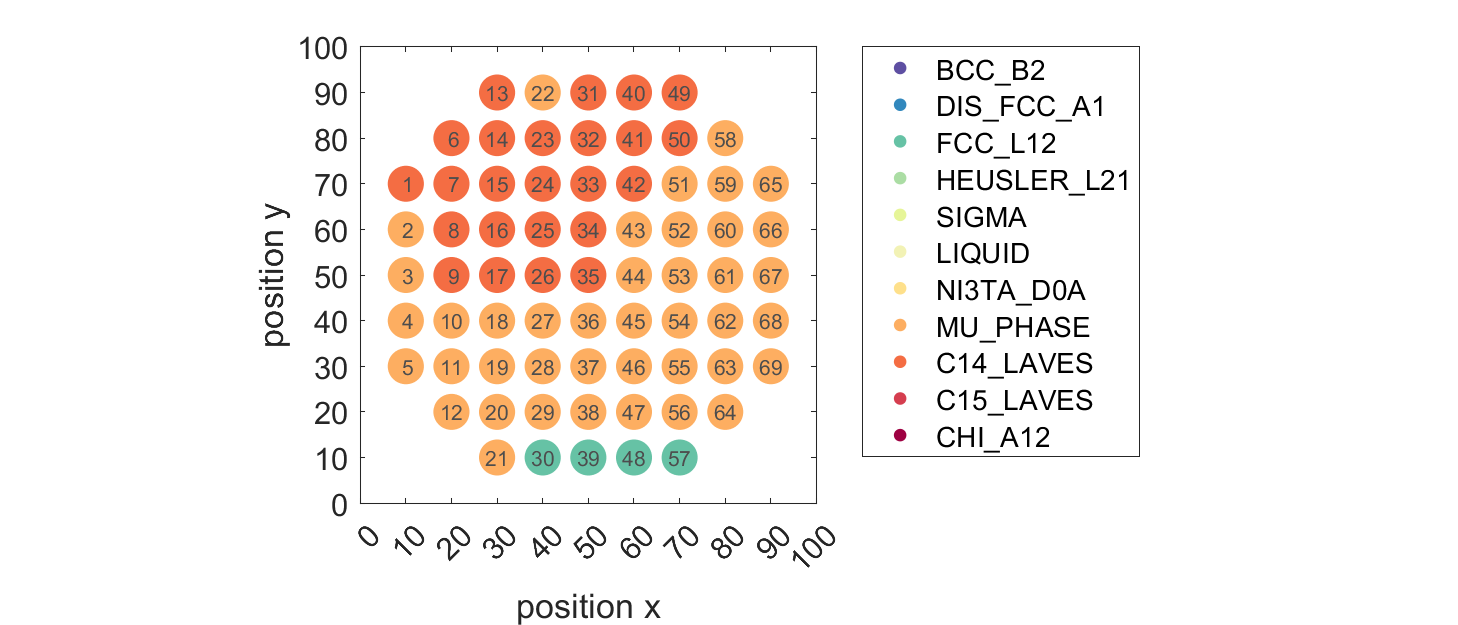 100
90
80
70
60
50
40
30
20
10
0
position y
13 22 31 40 49
6 14 23 32 41 50 58
1 7 15 24 33 42 51 59 65
2 8 16 25 34 43 52 60 66
3 9 17 26 35 44 53 61 67
4 10 18 27 36 45 54 62 68
5 11 19 28 37 46 55 63 69
12 20 29 38 47 56 64
21 30 39 48 57
0 10 20 30 40 50 60 70 80 90 100
position x
BCC_B2
DIS_FCC_A1
FCC_L12
HEUSLER_L21
SIGMA
LIQUID
NI3TA_D0A
MU_PHASE
C14_LAVES
C15_LAVES
CHI_A12